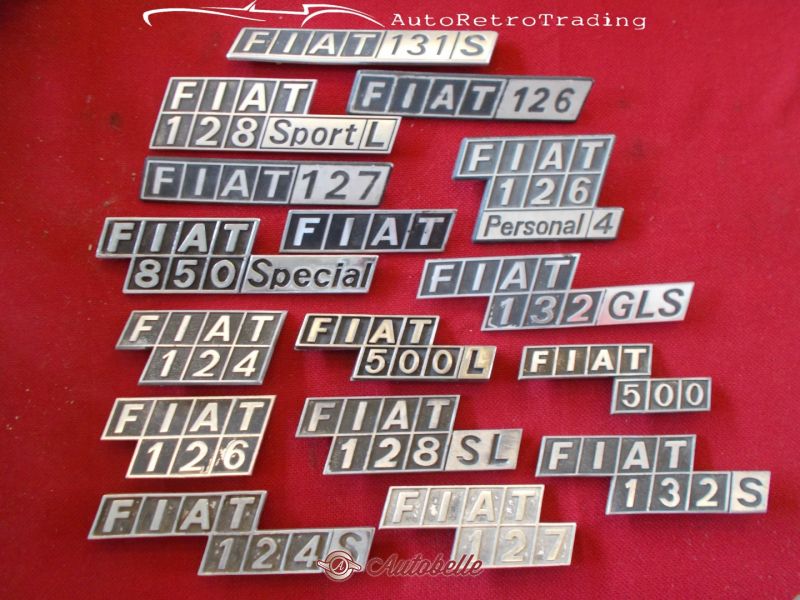 AutoRetroTrading
FIAT 131 S
FIAT
128 Sport L
FIAT 126
FIAT 127
FIAT
126
Personal 4
FIAT
850 Special
FIAT
FIAT
132 GLS
FIAT
124
FIAT
500 L
FIAT
500
FIAT
126
FIAT
128 SL
FIAT
132 S
FIAT
124 S
FIAT
127
A Autobelle